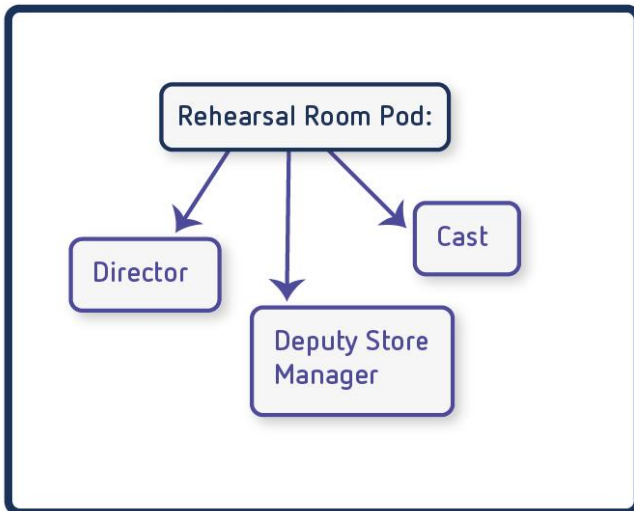 Rehearsal Room Pod:
Director
Cast
Deputy Store
Manager